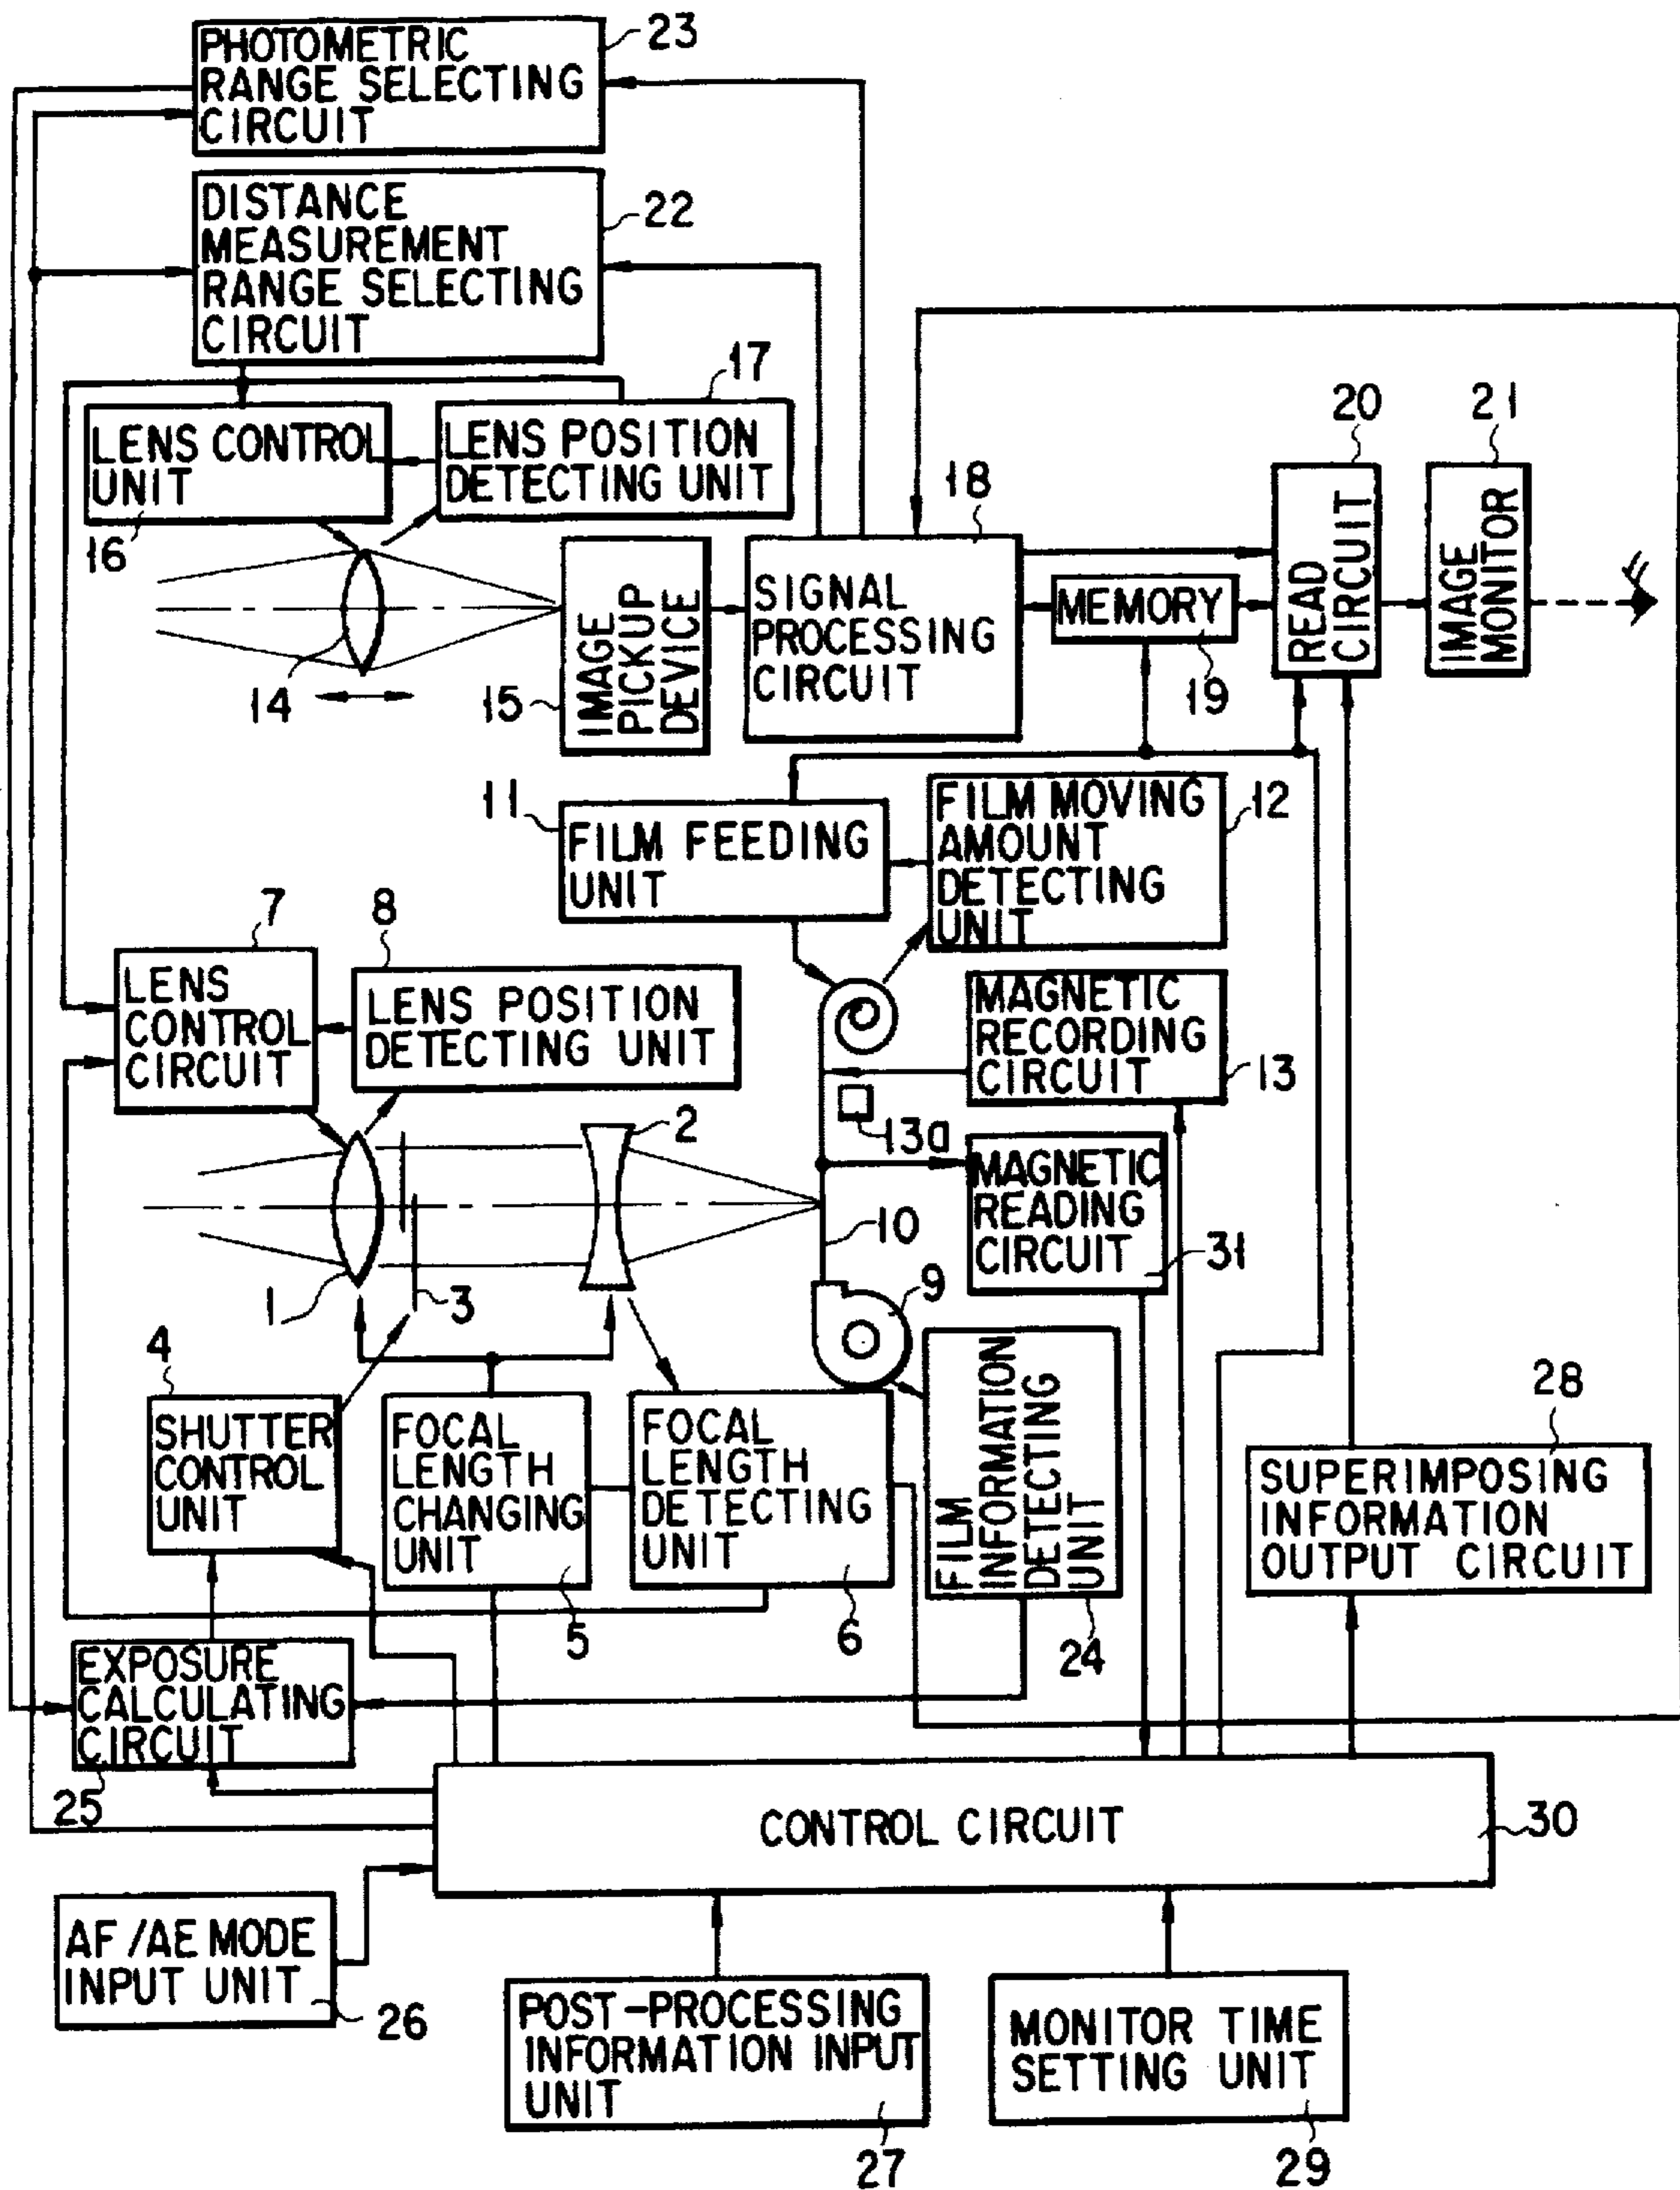 PHOTOMETRIC
RANGE SELECTING
CIRCUIT
23
DISTANCE
MEASUREMENT
RANGE SELECTING
CIRCUIT
22
LENS CONTROL
UNIT
16
LENS POSITION
DETECTING UNIT
17
14
IMAGE
PICKUP
DEVICE
15
SIGNAL
PROCESSING
CIRCUIT
18
MEMORY
19
READ
CIRCUIT
20
IMAGE
MONITOR
21
FILM FEEDING
UNIT
11
FILM MOVING
AMOUNT
DETECTING
UNIT
12
LENS
CONTROL
CIRCUIT
7
LENS POSITION
DETECTING UNIT
8
MAGNETIC
RECORDING
CIRCUIT
13
13a
MAGNETIC
READING
CIRCUIT
31
1
3
2
10
9
SHUTTER
CONTROL
UNIT
4
FOCAL
LENGTH
CHANGING
UNIT
5
FOCAL
LENGTH
DETECTING
UNIT
6
FILM
INFORMATION
DETECTING
UNIT
24
SUPERIMPOSING
INFORMATION
OUTPUT CIRCUIT
28
EXPOSURE
CALCULATING
CIRCUIT
25
CONTROL CIRCUIT
30
AF/AE MODE
INPUT UNIT
26
POST-PROCESSING
INFORMATION INPUT
UNIT
27
MONITOR TIME
SETTING UNIT
29